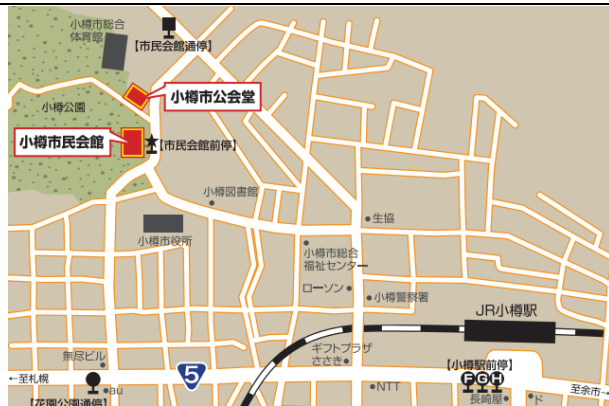 小樽市総合
体育館
【市民会館通停】
小樽公園
小樽市公会堂
小樽市民会館
【市民会館前停】
小樽図書館
生協
小樽市役所
小樽市総合
福祉センター
ローソン
小樽警察署
JR小樽駅
無尽ビル
ギフトプラザ
ささき
【小樽駅前停】
←至札幌
5
F G H
至余市→
au
NTT
長崎屋
ド
【花園公園通停】